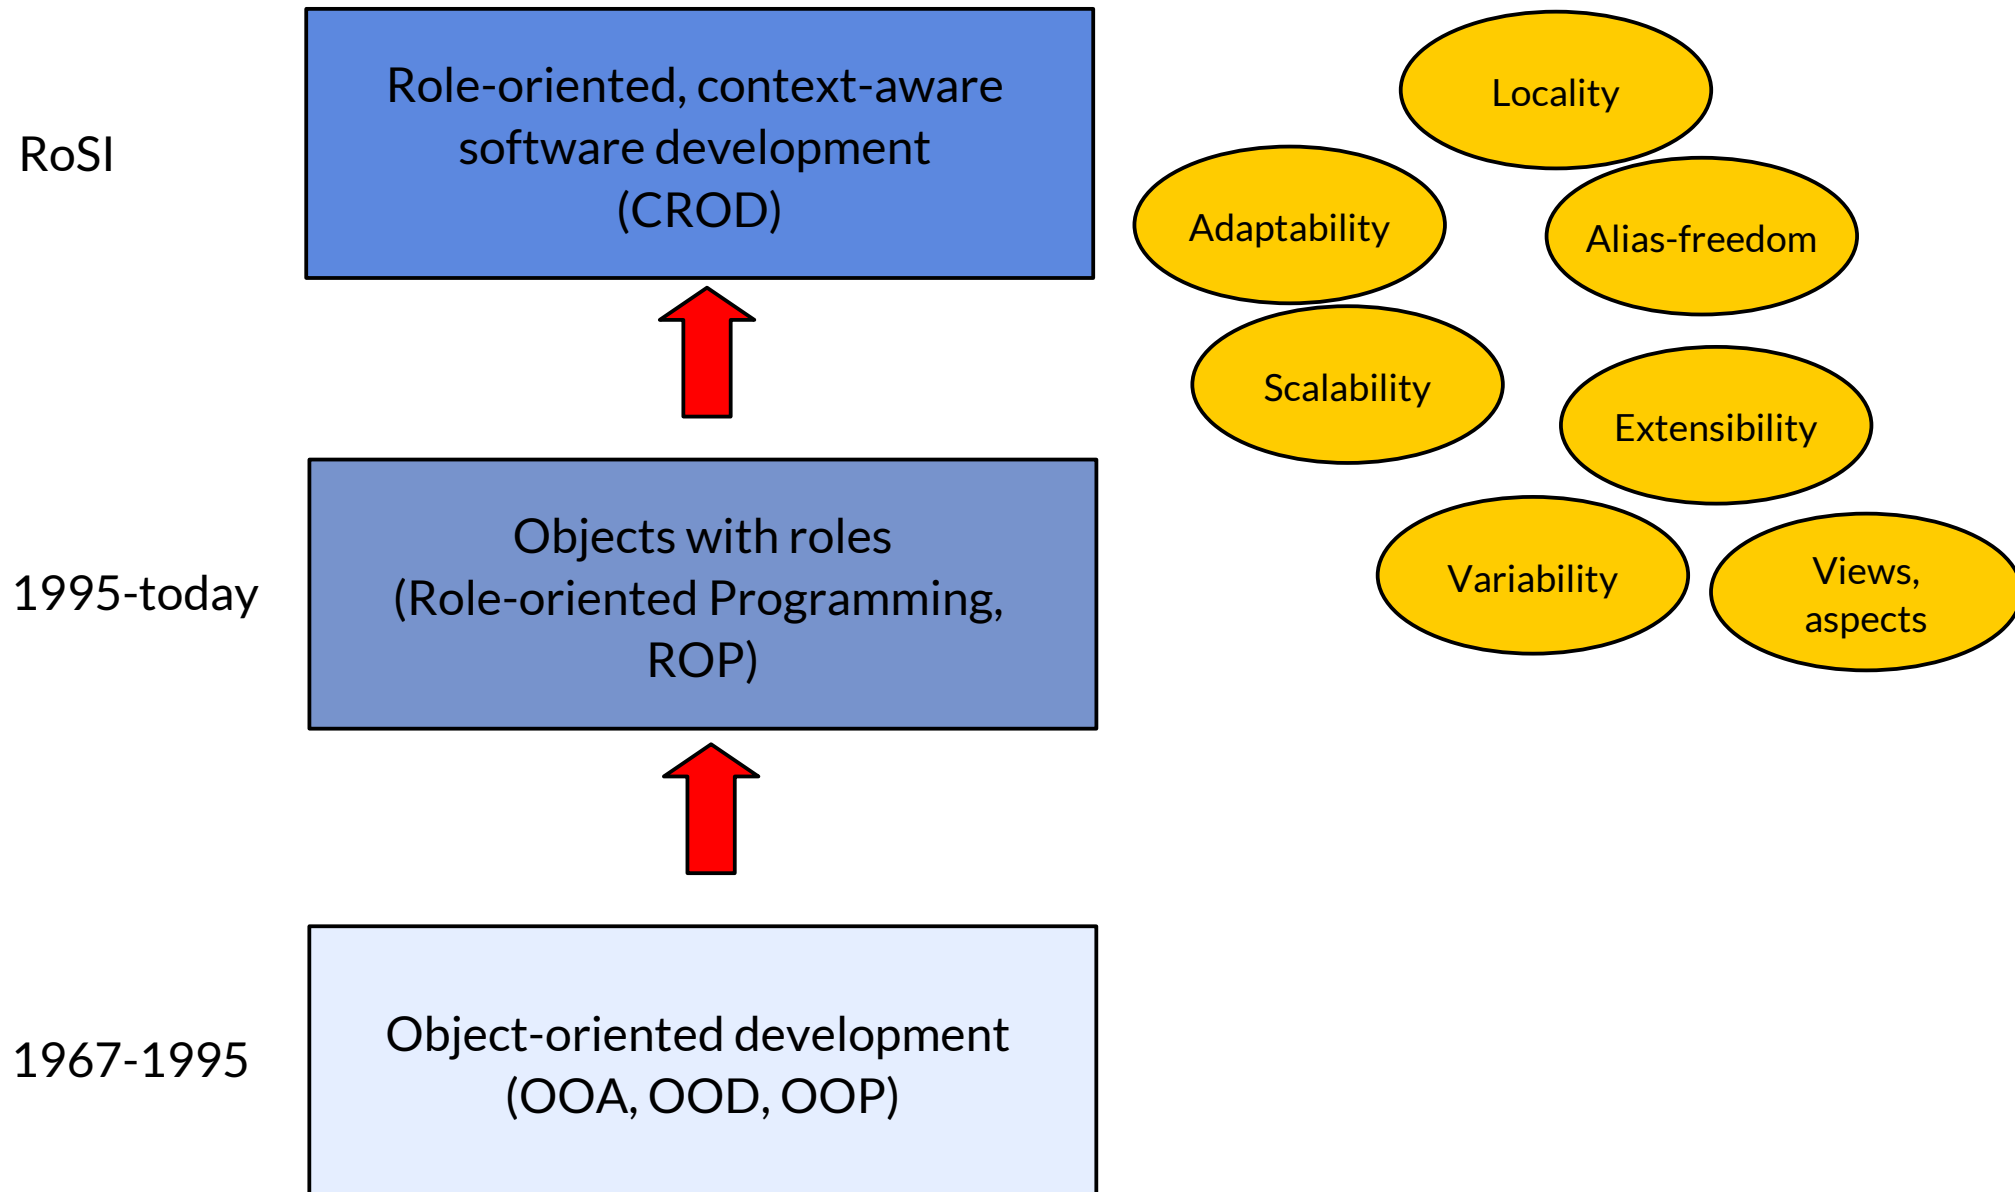 RoSI
Role-oriented, context-aware
software development
(CROD)
Locality
Adaptability
Alias-freedom
Scalability
Extensibility
1995-today
Objects with roles
(Role-oriented Programming,
ROP)
Variability
Views,
aspects
1967-1995
Object-oriented development
(OOA, OOD, OOP)